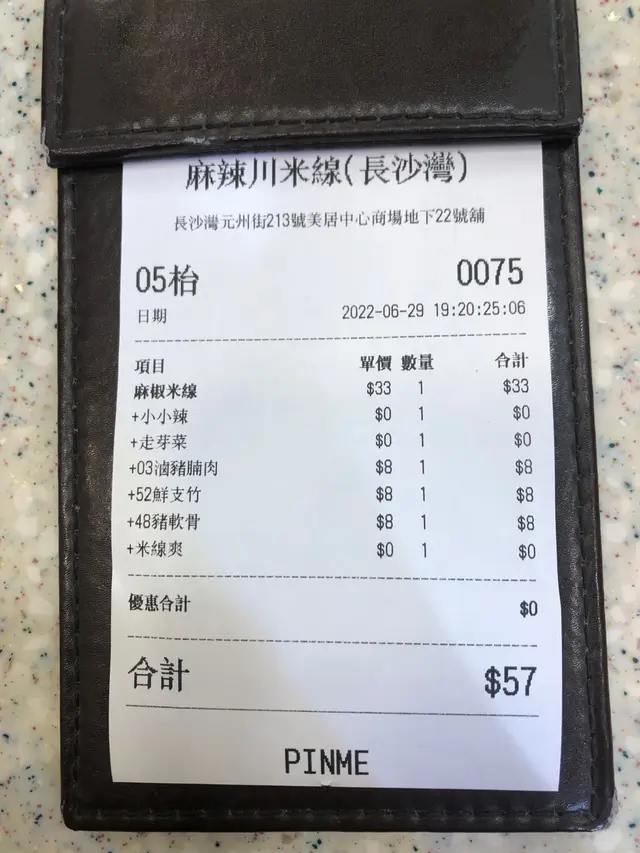 麻辣川米線(長沙灣)
長沙灣元州街213號美居中心商場地下22號舖
05枱 0075
日期 2022-06-29 19:20:25:06
項目 單價 數量 合計
麻椒米線 $33 1 $33
+小小辣 $0 1 $0
+走芽菜 $0 1 $0
+03滷豬腩肉 $8 1 $8
+52鮮支竹 $8 1 $8
+48豬軟骨 $8 1 $8
+米線爽 $0 1 $0
優惠合計 $0
合計 $57
PINME